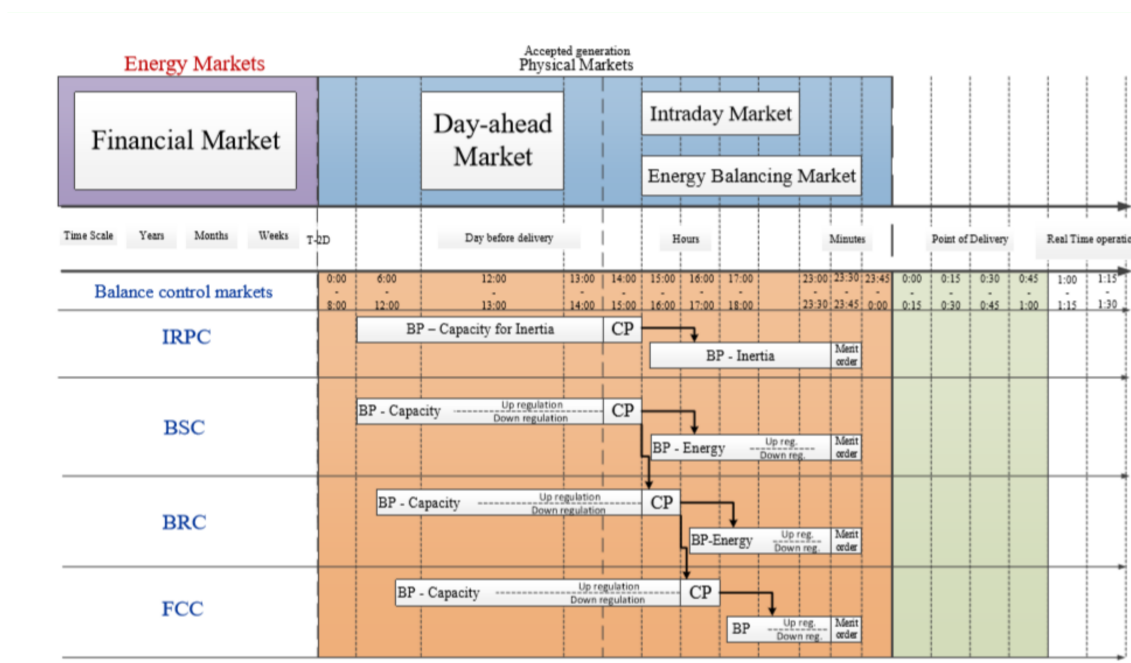 Accepted generation
Energy Markets
Physical Markets
Financial Market
Day-ahead
Market
Intraday Market
Energy Balancing Market
Time Scale Years Months Weeks T-2D Day before delivery Hours Minutes Point of Delivery Real Time operatio
Balance control markets
0:00 6:00 12:00 13:00 14:00 15:00 16:00 17:00 23:00 23:30 23:45 0:00 0:15 0:30 0:45 1:00 1:15
- - - - - - - - - - - - - - - - -
8:00 12:00 13:00 14:00 15:00 16:00 17:00 18:00 23:30 23:45 0:00 0:15 0:30 0:45 1:00 1:15 1:30
IRPC
BP – Capacity for Inertia CP
BP - Inertia Merit
order
BSC
BP - Capacity Up regulation
Down regulation
CP
BP - Energy Up reg.
Down reg.
Merit
order
BRC
BP - Capacity Up regulation
Down regulation
CP
BP-Energy Up reg.
Down reg.
Merit
order
FCC
BP - Capacity Up regulation
Down regulation
CP
BP Up reg.
Down reg.
Merit
order